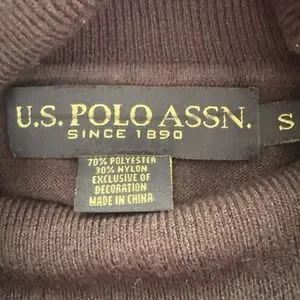 U.S. POLO ASSN.
SINCE 1890
S
70% POLYESTER
30% NYLON
EXCLUSIVE OF
DECORATION
MADE IN CHINA